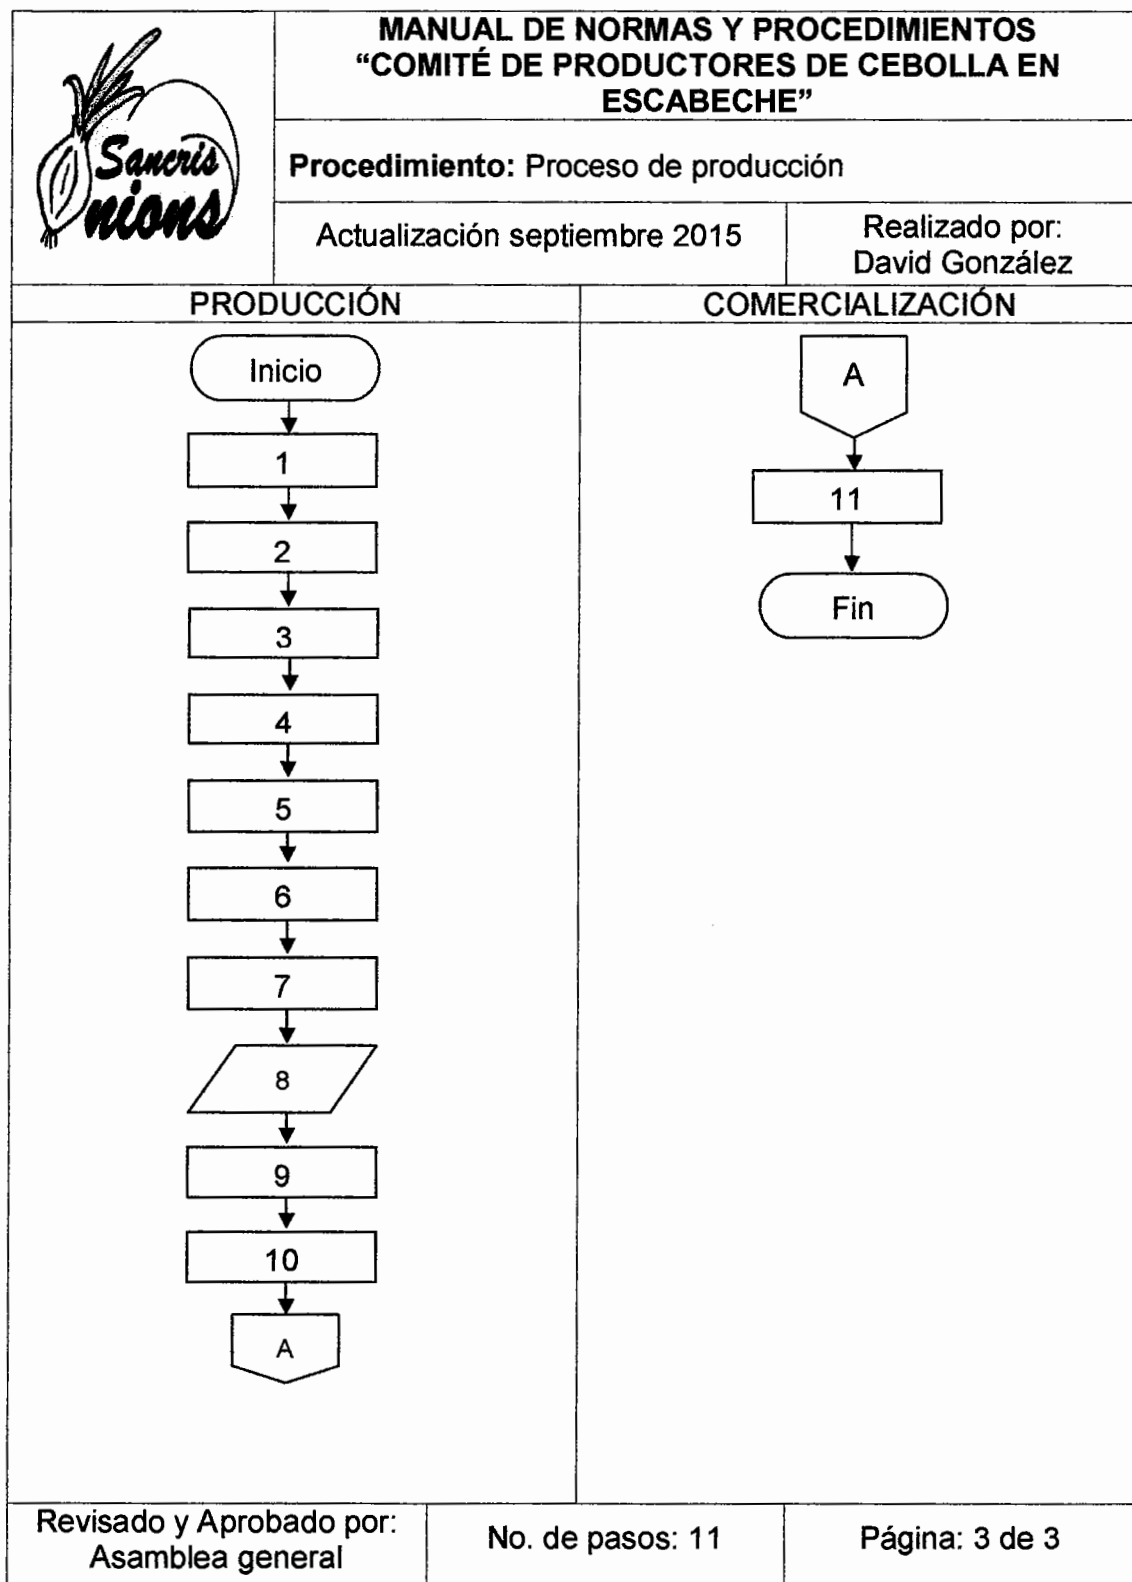 Sancris
nions
MANUAL DE NORMAS Y PROCEDIMIENTOS
“COMITÉ DE PRODUCTORES DE CEBOLLA EN
ESCABECHE”
Procedimiento: Proceso de producción
Actualización septiembre 2015
Realizado por:
David González
PRODUCCIÓN
Inicio
1
2
3
4
5
6
7
8
9
10
A
COMERCIALIZACIÓN
A
11
Fin
Revisado y Aprobado por:
Asamblea general
No. de pasos: 11
Página: 3 de 3